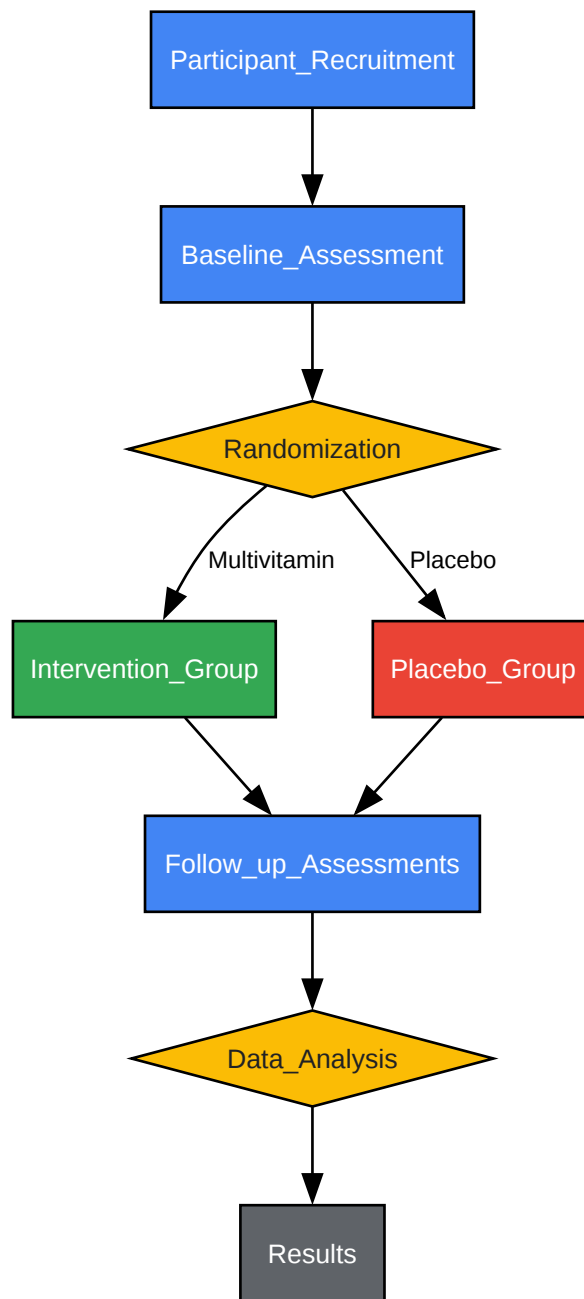 Participant_Recruitment
Baseline_Assessment
Randomization
Multivitamin
Placebo
Intervention_Group
Placebo_Group
Follow_up_Assessments
Data_Analysis
Results